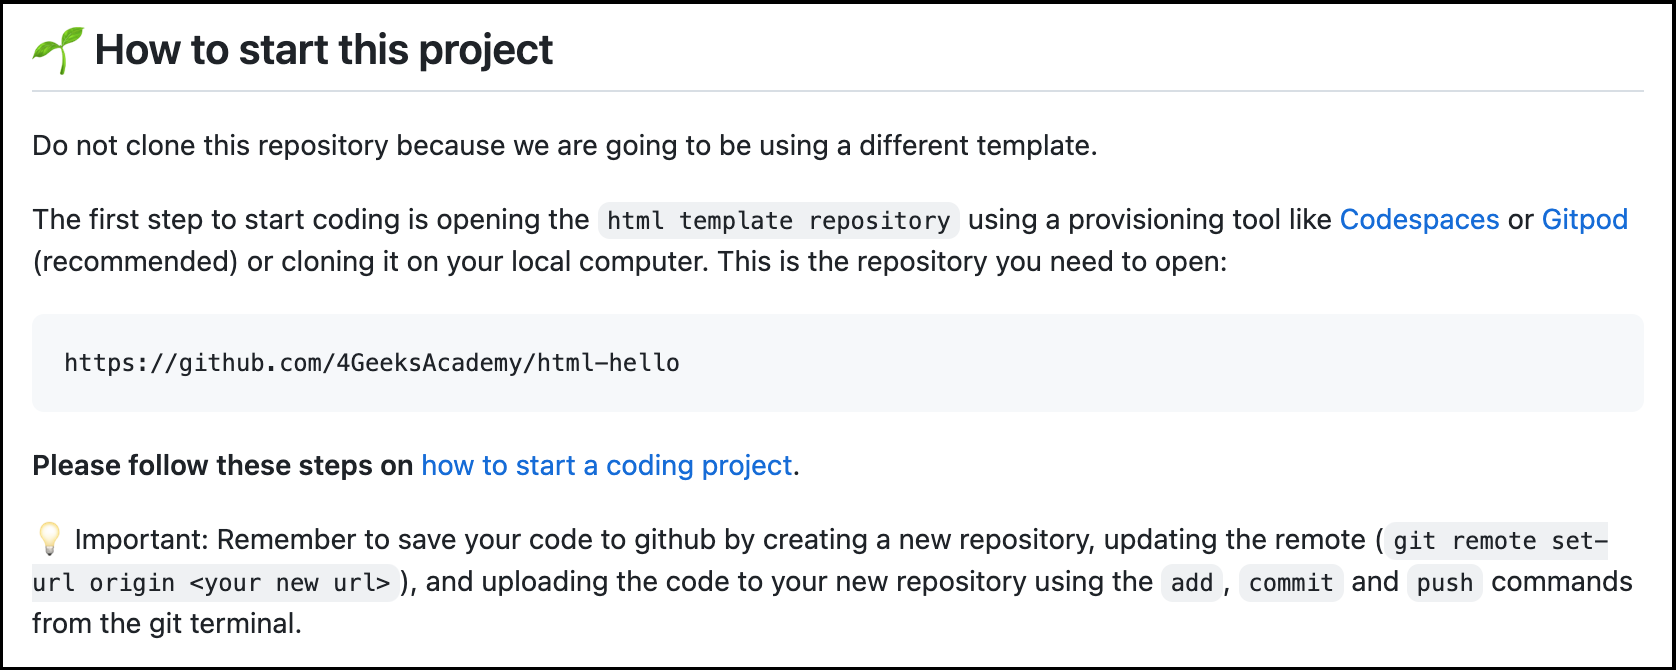 How to start this project
Do not clone this repository because we are going to be using a different template.
The first step to start coding is opening the html template repository using a provisioning tool like Codespaces or Gitpod
(recommended) or cloning it on your local computer. This is the repository you need to open:
https://github.com/4GeeksAcademy/html-hello
Please follow these steps on how to start a coding project.
Important: Remember to save your code to github by creating a new repository, updating the remote ( git remote set-
url origin <your new url> ), and uploading the code to your new repository using the add , commit and push commands
from the git terminal.